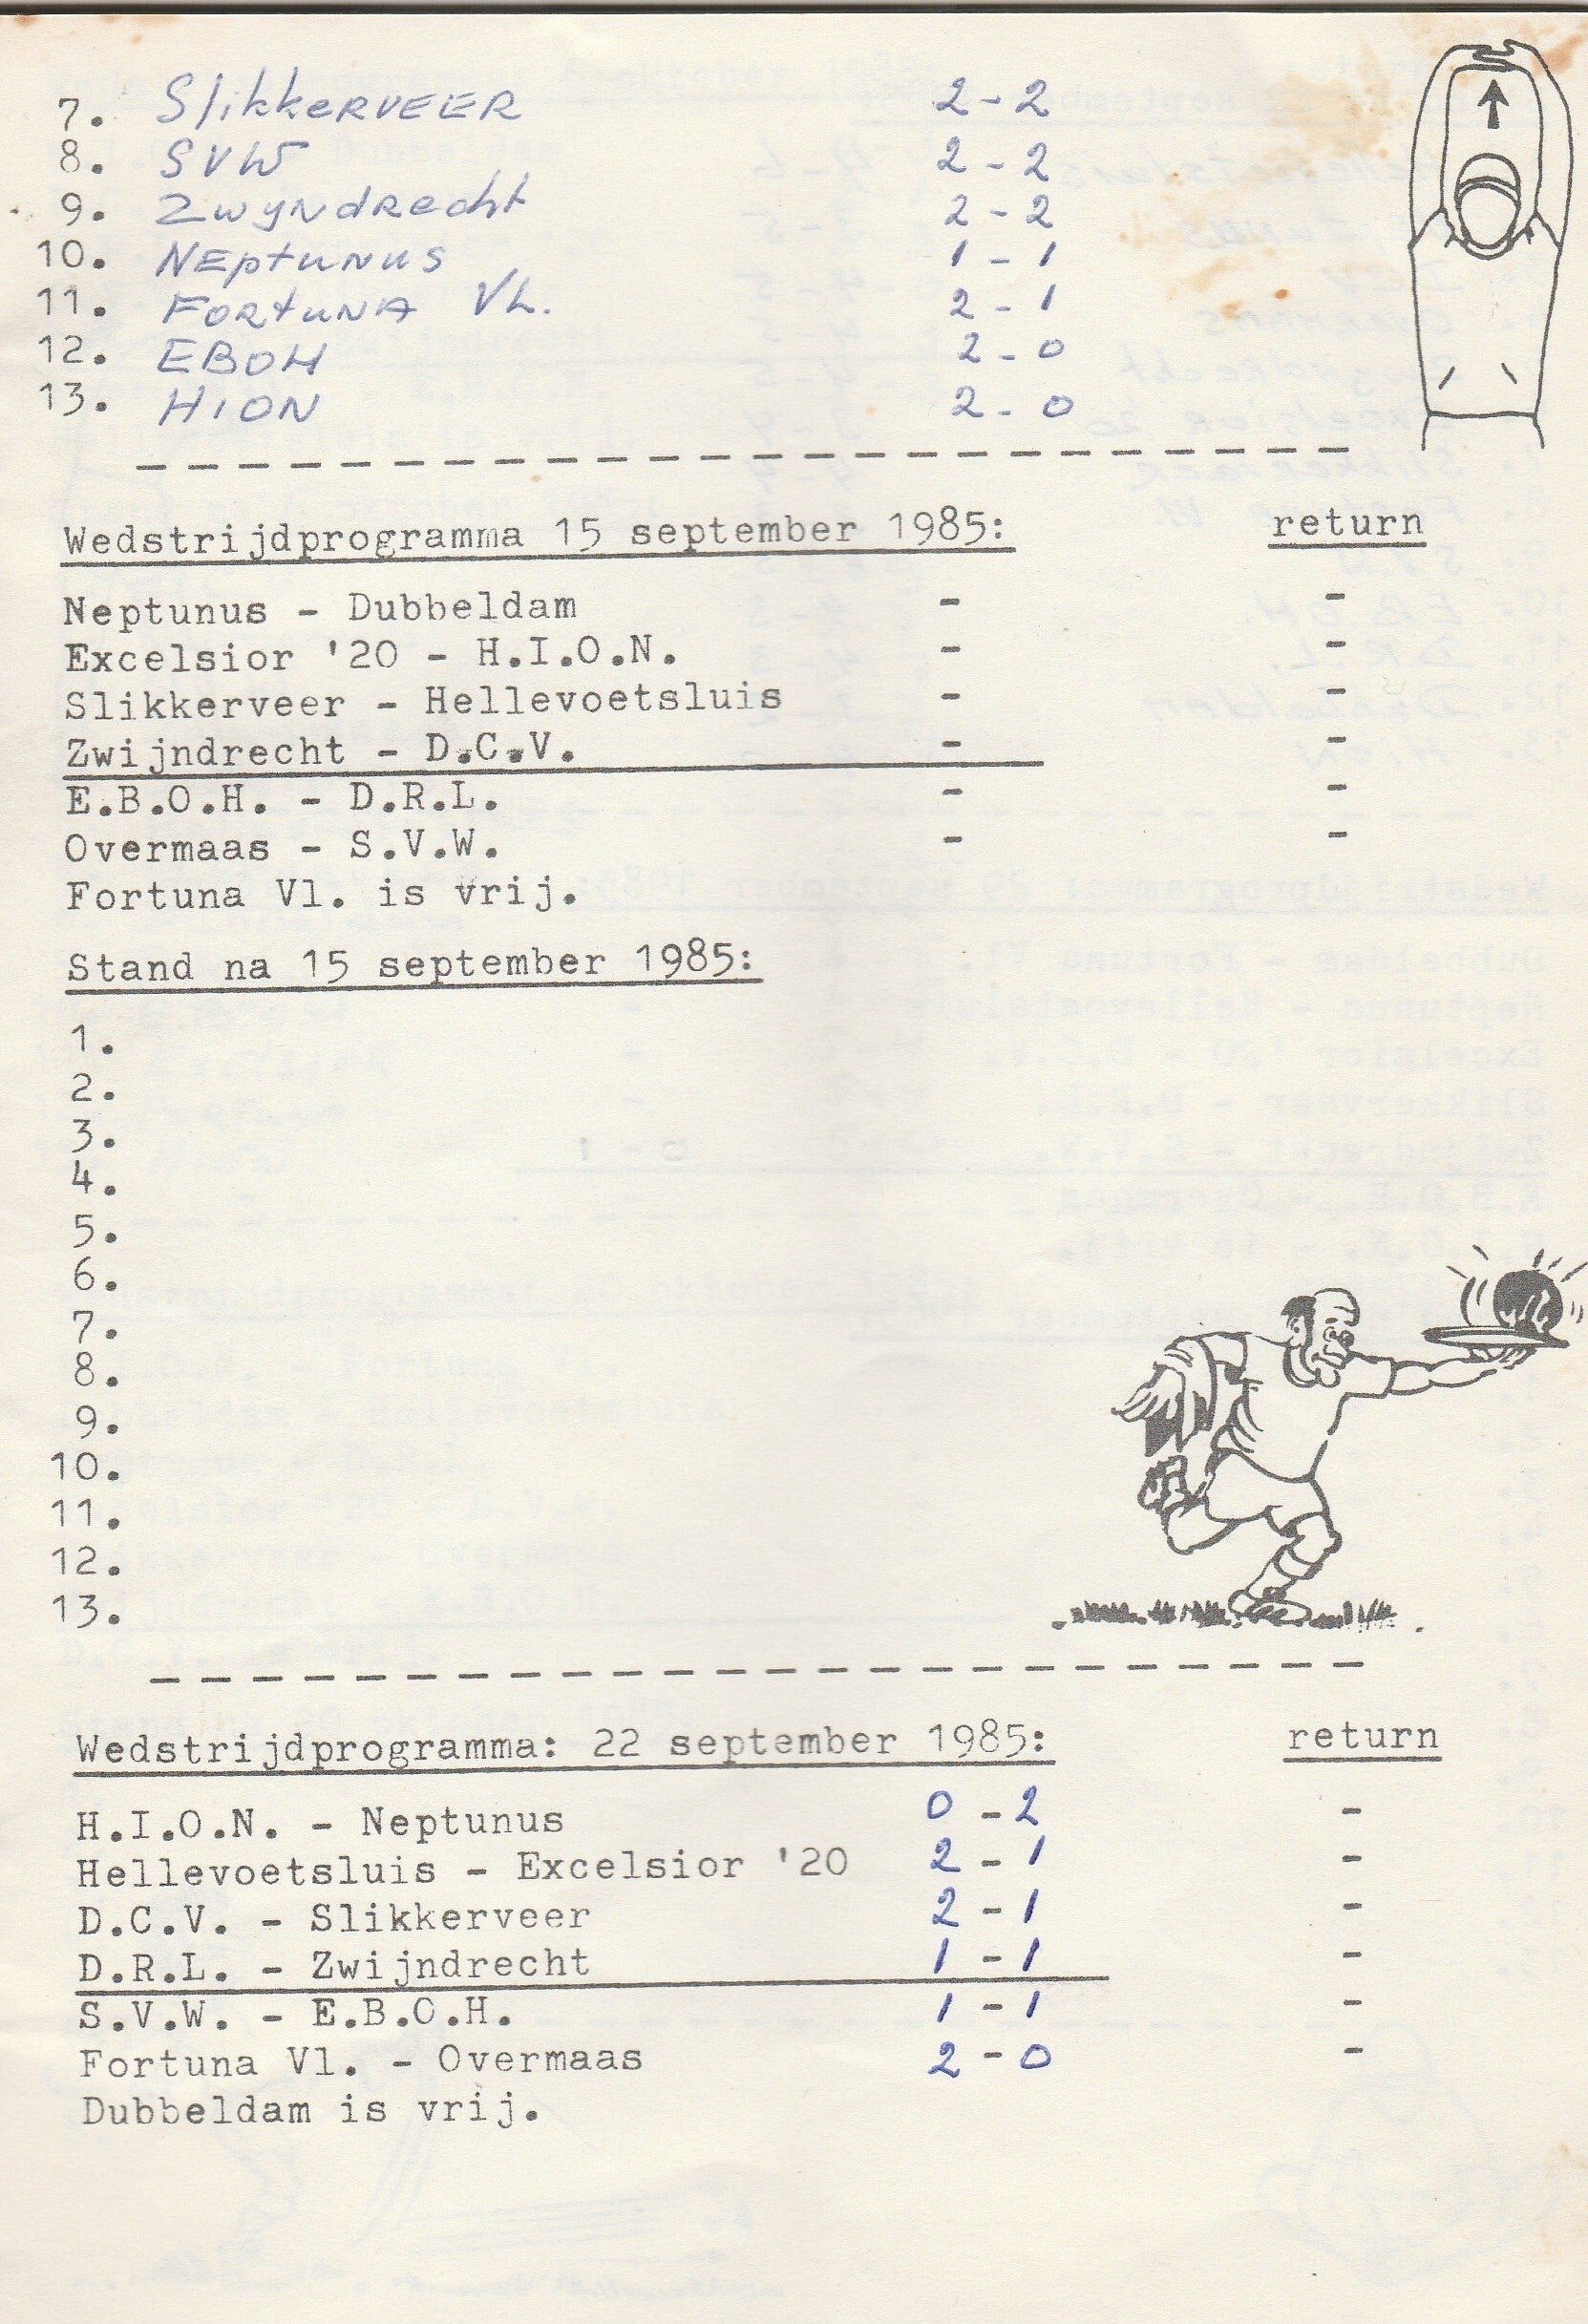 7. Slikkerveer 2-2
8. SVW 2-2
9. Zwyndrecht 2-2
10. Neptunus 1-1
11. Fortuna Vl. 2-1
12. EBOH 2-0
13. HION 2-0
Wedstrijdprogramma 15 september 1985: return
Neptunus - Dubbeldam - -
Excelsior '20 - H.I.O.N. - -
Slikkerveer - Hellevoetsluis - -
Zwijndrecht - D.C.V. - -
E.B.O.H. - D.R.L. - -
Overmaas - S.V.W. - -
Fortuna Vl. is vrij.
Stand na 15 september 1985:
1.
2.
3.
4.
5.
6.
7.
8.
9.
10.
11.
12.
13.
Wedstrijdprogramma: 22 september 1985: return
H.I.O.N. - Neptunus 0-2 -
Hellevoetsluis - Excelsior '20 2-1 -
D.C.V. - Slikkerveer 2-1 -
D.R.L. - Zwijndrecht 1-1 -
S.V.W. - E.B.O.H. 1-1 -
Fortuna Vl. - Overmaas 2-0 -
Dubbeldam is vrij.